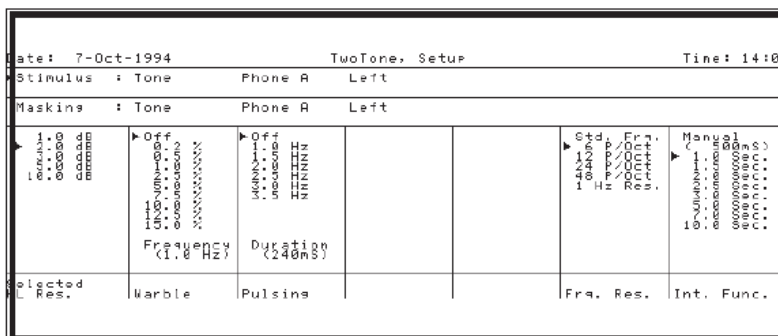 ate: 7-Oct-1994 TwoTone, Setup Time: 14:0
Stimulus : Tone Phone A Left
Masking : Tone Phone A Left
1.0 dB
2.0 dB
3.0 dB
5.0 dB
10.0 dB
Off
0.2 %
0.5 %
1.0 %
2.5 %
5.0 %
7.5 %
10.0 %
12.5 %
15.0 %
Frequency
(1.0 Hz)
Off
1.0 Hz
1.5 Hz
2.0 Hz
2.5 Hz
3.0 Hz
3.5 Hz
Duration
(240mS)
Std. Frq.
6 P/Oct
12 P/Oct
24 P/Oct
48 P/Oct
1 Hz Res.
Manual
( 500mS)
1.0 Sec.
1.5 Sec.
2.0 Sec.
2.5 Sec.
3.0 Sec.
5.0 Sec.
7.0 Sec.
10.0 Sec.
Selected
HL Res. Warble Pulsing Frq. Res. Int. Func.